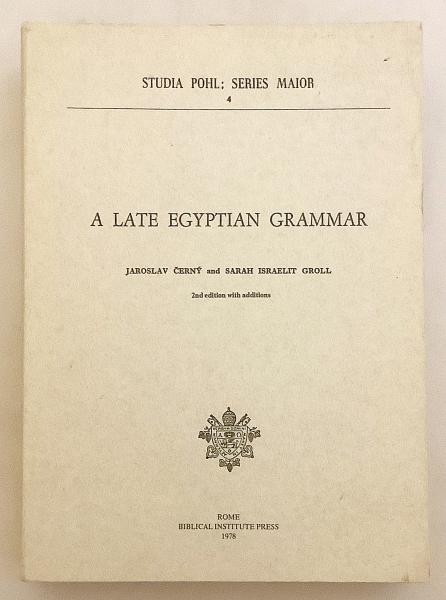 STUDIA POHL: SERIES MAIOR
4
A LATE EGYPTIAN GRAMMAR
JAROSLAV ČERNÝ and SARAH ISRAELIT GROLL
2nd edition with additions
ROME
BIBLICAL INSTITUTE PRESS
1978